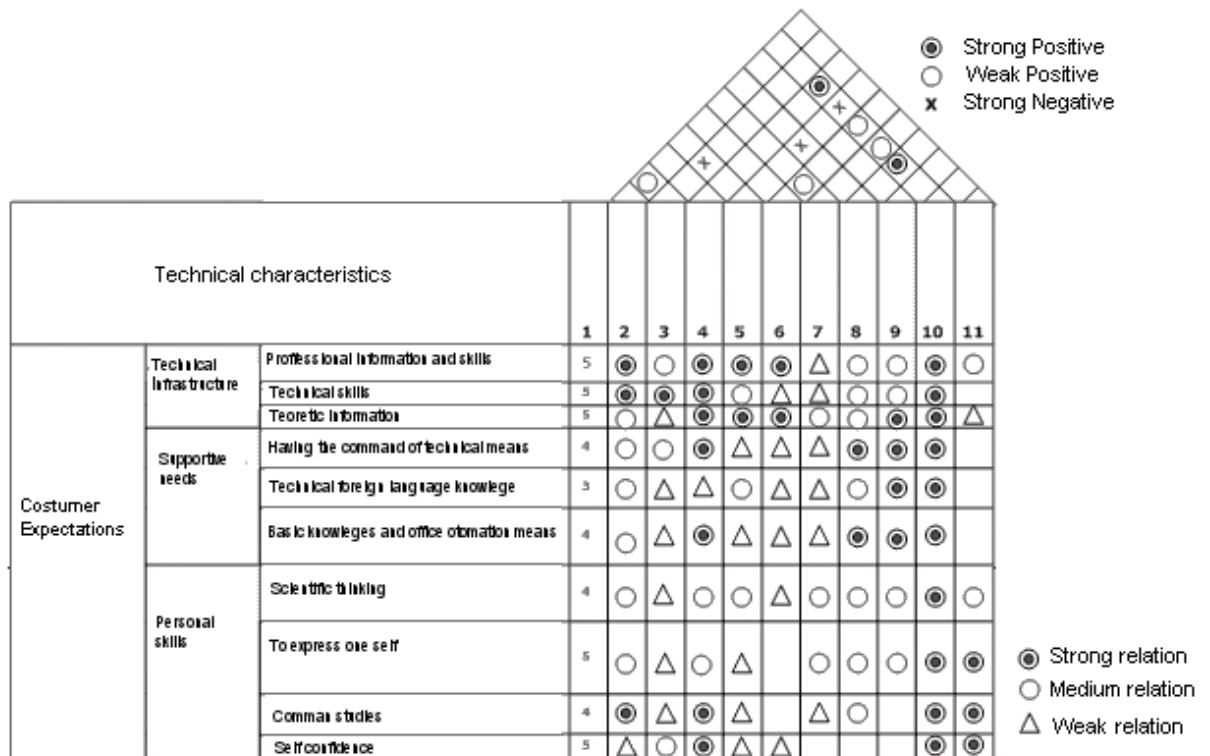 Strong Positive
Weak Positive
x Strong Negative
Technical characteristics
1 2 3 4 5 6 7 8 9 10 11
Costumer
Expectations
Technical
Infrastructure
Proffessional Information and skills
5
Technical skills
5
Teoretic Information
5
Supportive
needs
Having the command of technical means
4
Technical foreign language knowlege
3
Basic knowleges and office otomation means
4
Personal
skills
Scientific thinking
4
To express one self
5
Comman studies
4
Self confidence
5
Strong relation
Medium relation
Weak relation